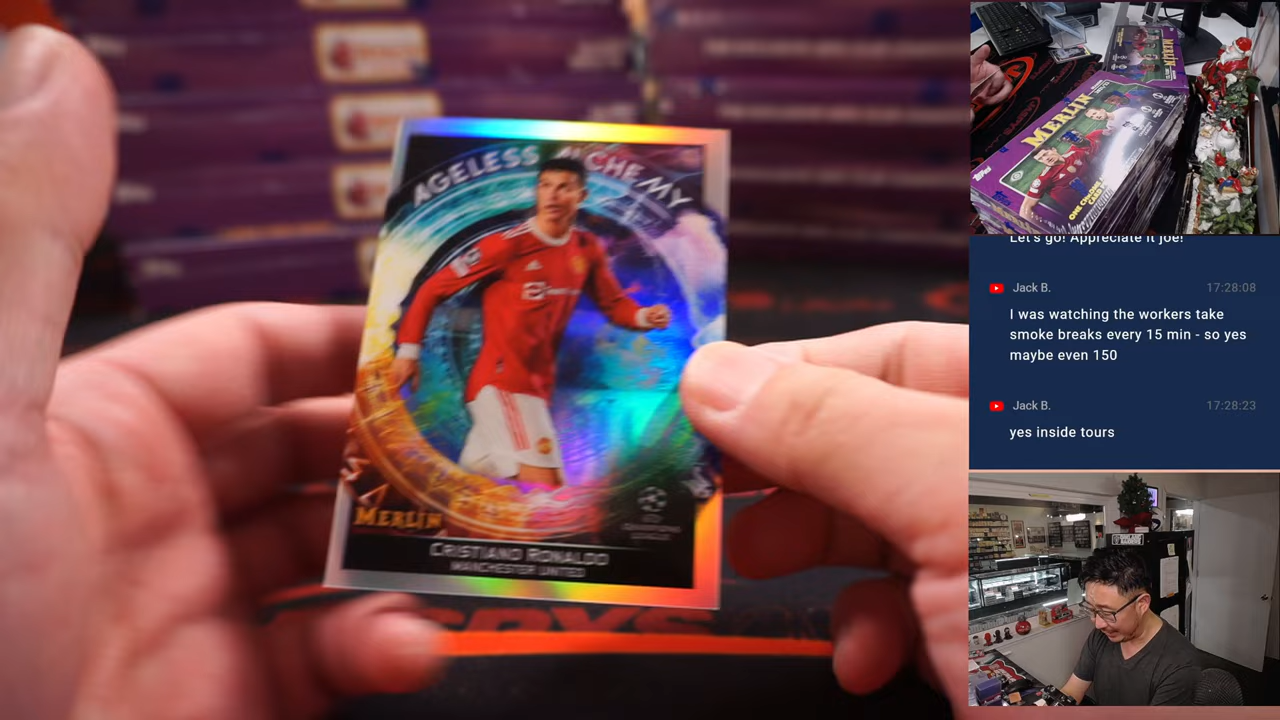 AGELESS ALCHEMY
MERLIN
CRISTIANO RONALDO
MANCHESTER UNITED
MERLIN
MERLIN
topps
Let's go! Appreciate it Joe!
Jack B. 17:28:08
I was watching the workers take
smoke breaks every 15 min - so yes
maybe even 150
Jack B. 17:28:23
yes inside tours